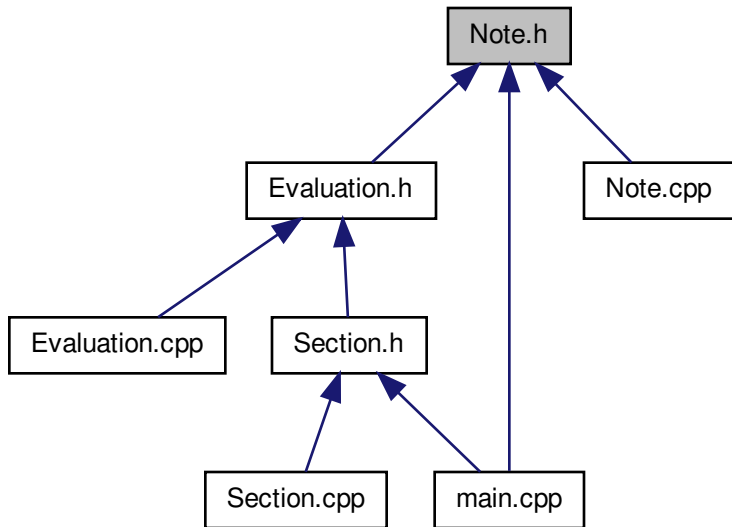 Note.h
Evaluation.h
Note.cpp
Evaluation.cpp
Section.h
Section.cpp
main.cpp